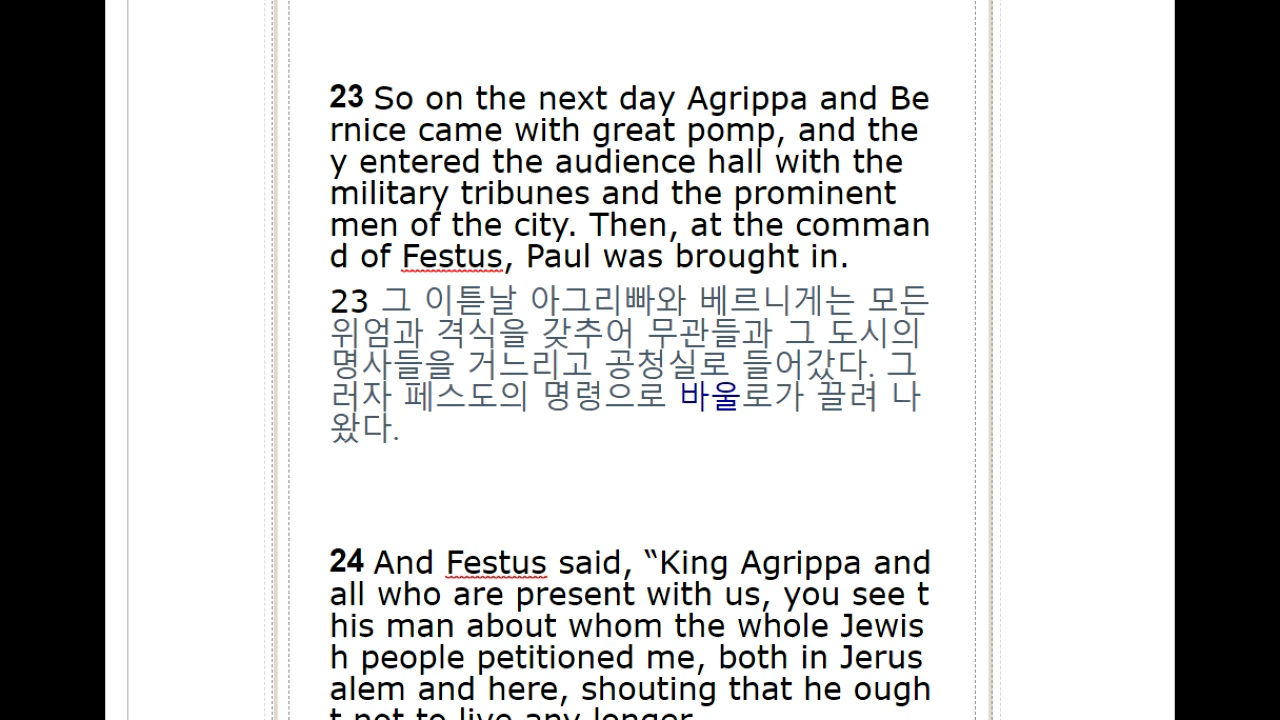 23 So on the next day Agrippa and Be
rnice came with great pomp, and the
y entered the audience hall with the
military tribunes and the prominent
men of the city. Then, at the comman
d of Festus, Paul was brought in.
23 그 이튿날 아그리빠와 베르니게는 모든
위엄과 격식을 갖추어 무관들과 그 도시의
명사들을 거느리고 공청실로 들어갔다. 그
러자 페스도의 명령으로 바울로가 끌려 나
왔다.
24 And Festus said, “King Agrippa and
all who are present with us, you see t
his man about whom the whole Jewis
h people petitioned me, both in Jerus
alem and here, shouting that he ough
t not to live any longer.